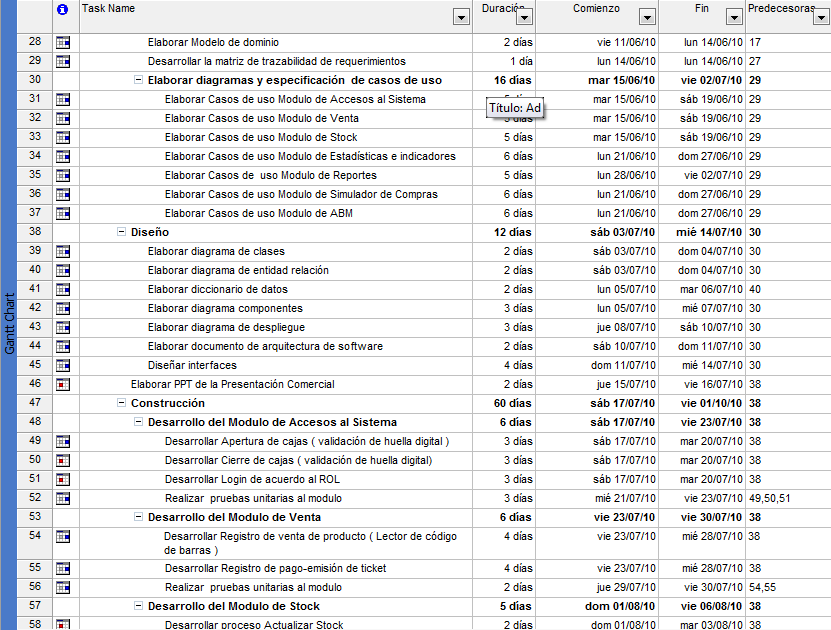 Task Name Duración Comienzo Fin Predecesoras
28 Elaborar Modelo de dominio 2 días vie 11/06/10 lun 14/06/10 17
29 Desarrollar la matriz de trazabilidad de requerimientos 1 día lun 14/06/10 lun 14/06/10 27
30 Elaborar diagramas y especificación de casos de uso 16 días mar 15/06/10 vie 02/07/10 29
31 Elaborar Casos de uso Modulo de Accesos al Sistema mar 15/06/10 sáb 19/06/10 29
Título: Ad
32 Elaborar Casos de uso Modulo de Venta días mar 15/06/10 sáb 19/06/10 29
33 Elaborar Casos de uso Modulo de Stock 5 días mar 15/06/10 sáb 19/06/10 29
34 Elaborar Casos de uso Modulo de Estadísticas e indicadores 6 días lun 21/06/10 dom 27/06/10 29
35 Elaborar Casos de uso Modulo de Reportes 5 días lun 28/06/10 vie 02/07/10 29
36 Elaborar Casos de uso Modulo de Simulador de Compras 6 días lun 21/06/10 dom 27/06/10 29
37 Elaborar Casos de uso Modulo de ABM 6 días lun 21/06/10 dom 27/06/10 29
38 Diseño 12 días sáb 03/07/10 mié 14/07/10 30
39 Elaborar diagrama de clases 2 días sáb 03/07/10 dom 04/07/10 30
40 Elaborar diagrama de entidad relación 2 días sáb 03/07/10 dom 04/07/10 30
41 Elaborar diccionario de datos 2 días lun 05/07/10 mar 06/07/10 40
42 Elaborar diagrama componentes 3 días lun 05/07/10 mié 07/07/10 30
43 Elaborar diagrama de despliegue 3 días jue 08/07/10 sáb 10/07/10 30
44 Elaborar documento de arquitectura de software 2 días sáb 10/07/10 dom 11/07/10 30
45 Diseñar interfaces 4 días dom 11/07/10 mié 14/07/10 30
46 Elaborar PPT de la Presentación Comercial 2 días jue 15/07/10 vie 16/07/10 38
47 Construcción 60 días sáb 17/07/10 vie 01/10/10 38
48 Desarrollo del Modulo de Accesos al Sistema 6 días sáb 17/07/10 vie 23/07/10 38
49 Desarrollar Apertura de cajas ( validación de huella digital ) 3 días sáb 17/07/10 mar 20/07/10 38
50 Desarrollar Cierre de cajas ( validación de huella digital) 3 días sáb 17/07/10 mar 20/07/10 38
51 Desarrollar Login de acuerdo al ROL 3 días sáb 17/07/10 mar 20/07/10 38
52 Realizar pruebas unitarias al modulo 3 días mié 21/07/10 vie 23/07/10 49,50,51
53 Desarrollo del Modulo de Venta 6 días vie 23/07/10 vie 30/07/10 38
54 Desarrollar Registro de venta de producto ( Lector de código 4 días vie 23/07/10 mié 28/07/10 38
de barras )
55 Desarrollar Registro de pago-emisión de ticket 4 días vie 23/07/10 mié 28/07/10 38
56 Realizar pruebas unitarias al modulo 2 días jue 29/07/10 vie 30/07/10 54,55
57 Desarrollo del Modulo de Stock 5 días dom 01/08/10 vie 06/08/10 38
58 Desarrollar proceso Actualizar Stock 2 días dom 01/08/10 mar 03/08/10 38
Gantt Chart